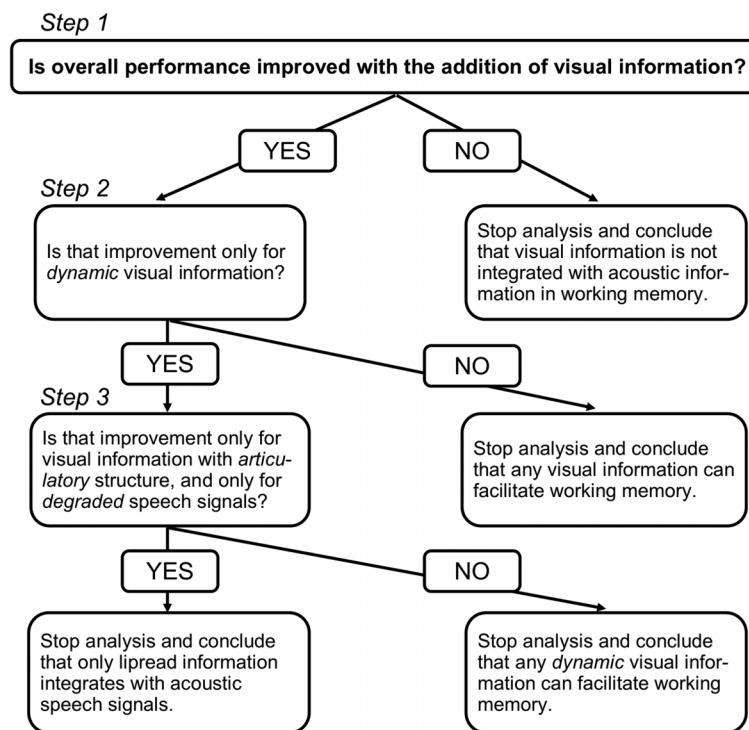 Step 1
Is overall performance improved with the addition of visual information?
YES
NO
Step 2
Is that improvement only for
dynamic visual information?
Stop analysis and conclude
that visual information is not
integrated with acoustic infor-
mation in working memory.
YES
NO
Step 3
Is that improvement only for
visual information with articu-
latory structure, and only for
degraded speech signals?
Stop analysis and conclude
that any visual information can
facilitate working memory.
YES
NO
Stop analysis and conclude
that only lipread information
integrates with acoustic
speech signals.
Stop analysis and conclude
that any dynamic visual infor-
mation can facilitate working
memory.